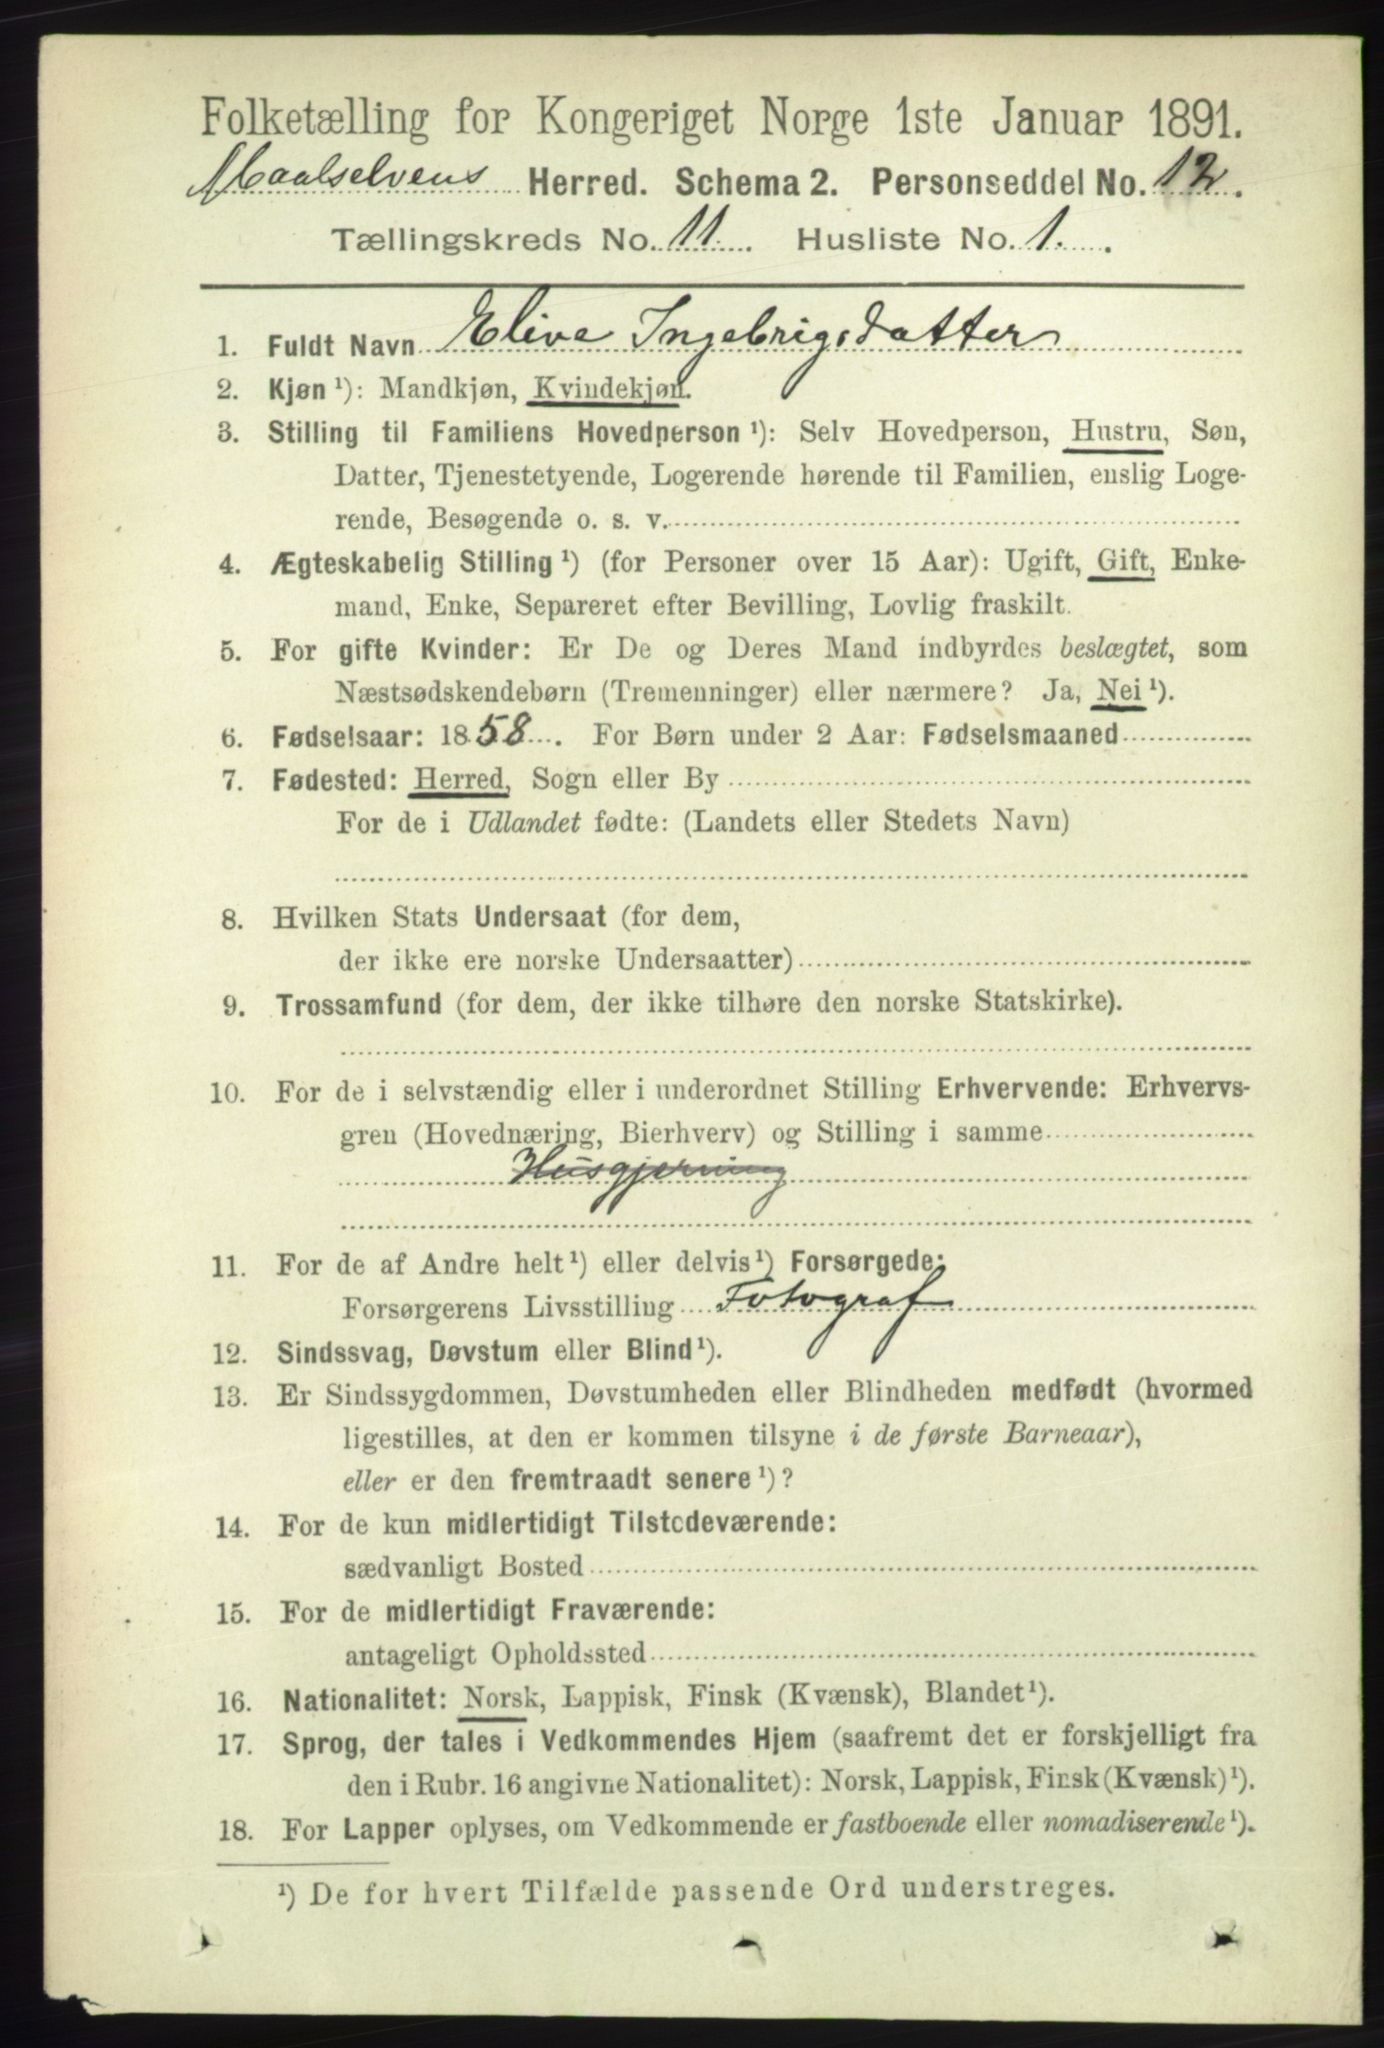 Folketælling for Kongeriget Norge 1ste Januar 1891.
Maalselvens Herred. Schema 2. Personseddel No. 12.
Tællingskreds No. 11. Husliste No. 1.
1. Fuldt Navn Elive Ingebrigsdatter
2. Kjøn ¹): Mandkjøn, Kvindekjøn.
3. Stilling til Familiens Hovedperson ¹): Selv Hovedperson, Hustru, Søn,
Datter, Tjenestetyende, Logerende hørende til Familien, enslig Loge-
rende, Besøgende o. s. v.
4. Ægteskabelig Stilling ¹) (for Personer over 15 Aar): Ugift, Gift, Enke-
mand, Enke, Separeret efter Bevilling, Lovlig fraskilt.
5. For gifte Kvinder: Er De og Deres Mand indbyrdes beslægtet, som
Næstsødskendebørn (Tremenninger) eller nærmere? Ja, Nei ¹).
6. Fødselsaar: 1858. For Børn under 2 Aar: Fødselsmaaned
7. Fødested: Herred, Sogn eller By
For de i Udlandet fødte: (Landets eller Stedets Navn)
8. Hvilken Stats Undersaat (for dem,
der ikke ere norske Undersaatter)
9. Trossamfund (for dem, der ikke tilhøre den norske Statskirke).
10. For de i selvstændig eller i underordnet Stilling Erhvervende: Erhvervs-
gren (Hovednæring, Bierhverv) og Stilling i samme
Husgjerning
11. For de af Andre helt ¹) eller delvis ¹) Forsørgede:
Forsørgerens Livsstilling Fotograf
12. Sindssvag, Døvstum eller Blind ¹).
13. Er Sindssygdommen, Døvstumheden eller Blindheden medfødt (hvormed
ligestilles, at den er kommen tilsyne i de første Barneaar),
eller er den fremtraadt senere ¹)?
14. For de kun midlertidigt Tilstedeværende:
sædvanligt Bosted
15. For de midlertidigt Fraværende:
antageligt Opholdssted
16. Nationalitet: Norsk, Lappisk, Finsk (Kvænsk), Blandet ¹).
17. Sprog, der tales i Vedkommendes Hjem (saafremt det er forskjelligt fra
den i Rubr. 16 angivne Nationalitet): Norsk, Lappisk, Finsk (Kvænsk) ¹).
18. For Lapper oplyses, om Vedkommende er fastboende eller nomadiserende ¹).
¹) De for hvert Tilfælde passende Ord understreges.